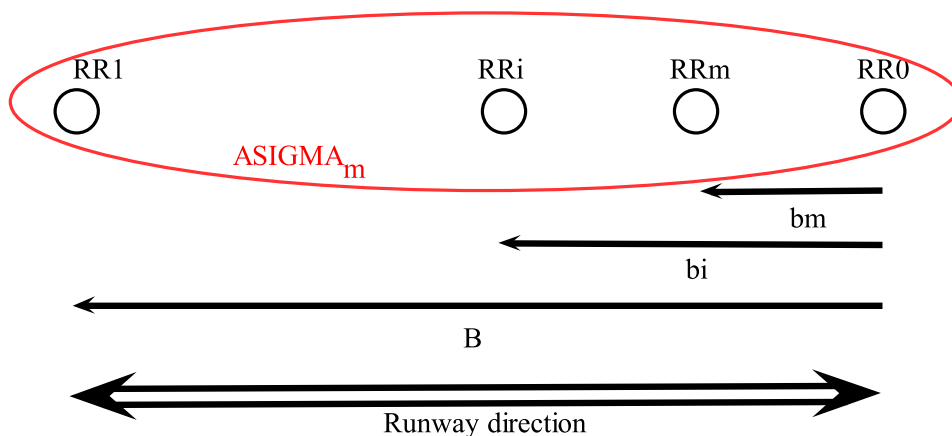 RR1 RRi RRm RR0
ASIGMAm
bm
bi
B
Runway direction